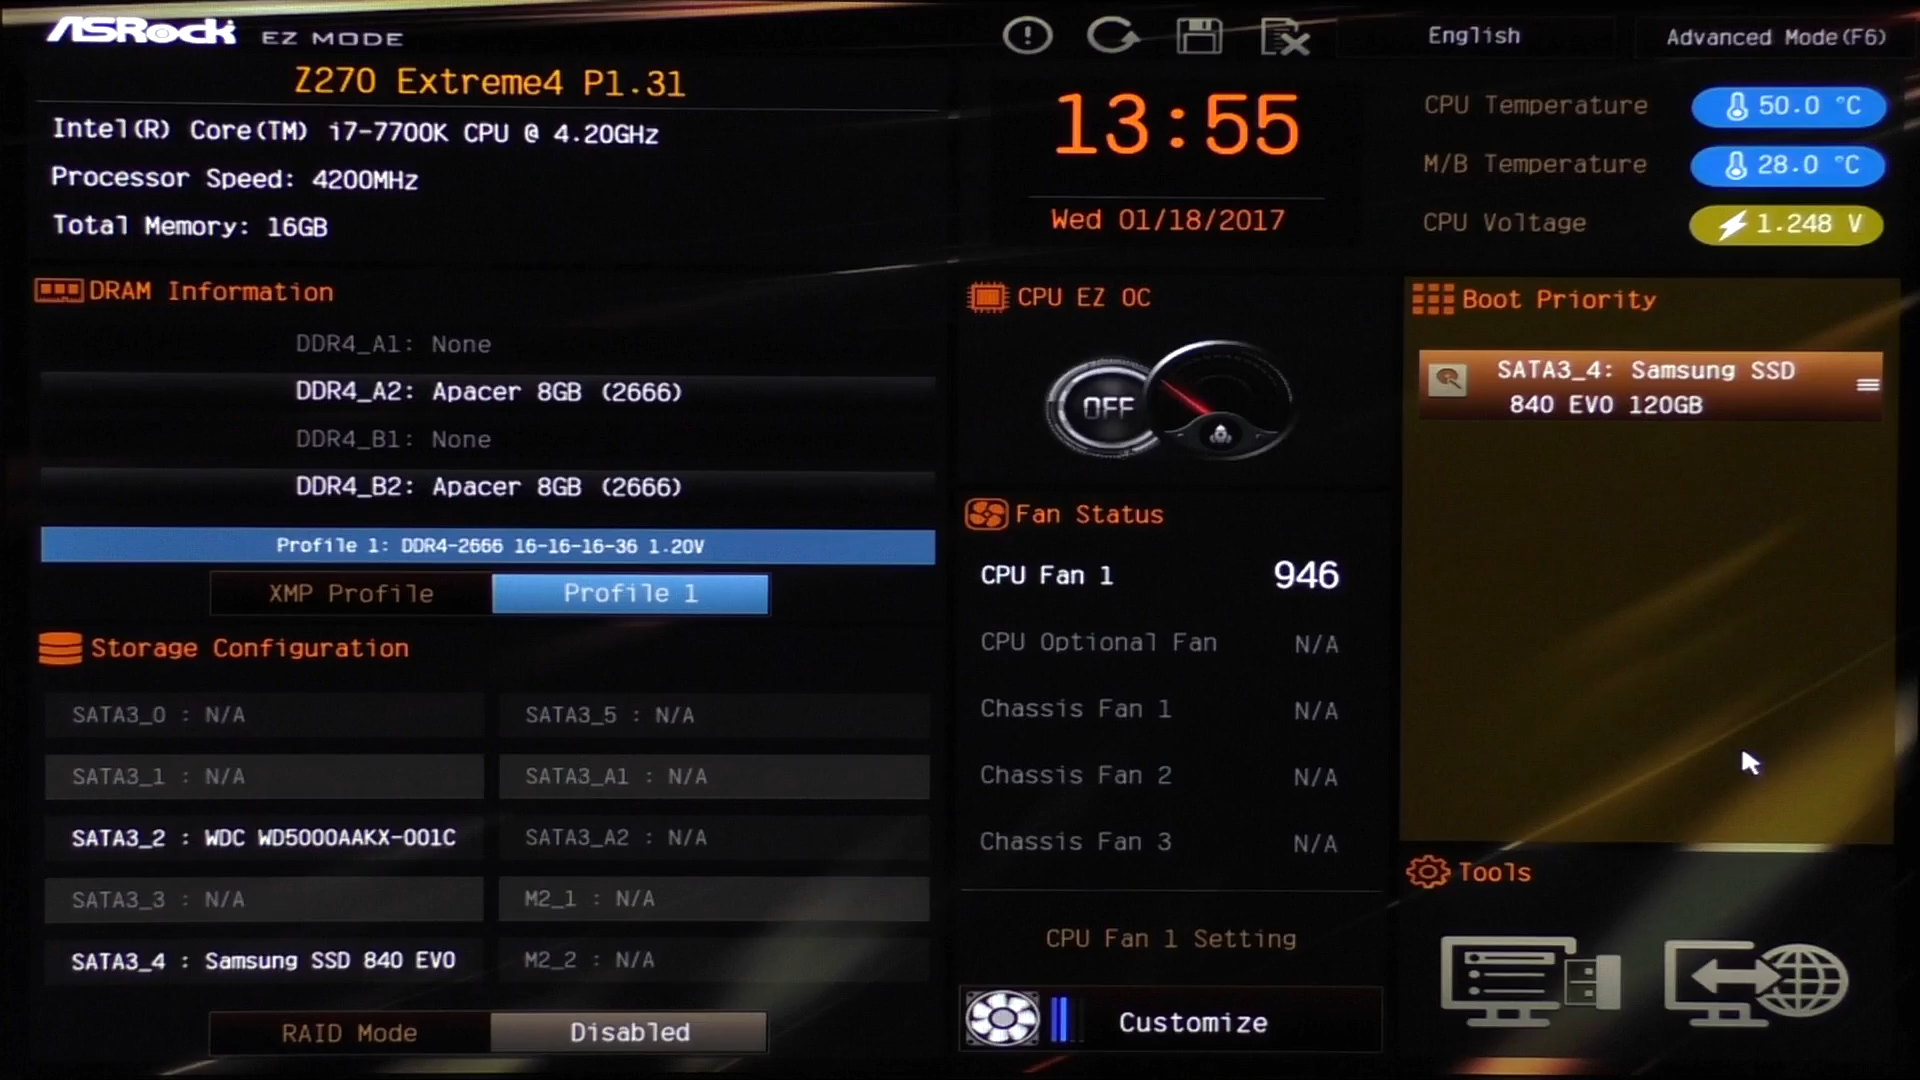 ASRock EZ MODE
English
Advanced Mode(F6)
Z270 Extreme4 P1.31
Intel(R) Core(TM) i7-7700K CPU @ 4.20GHz
Processor Speed: 4200MHz
Total Memory: 16GB
13:55
Wed 01/18/2017
CPU Temperature 50.0 °C
M/B Temperature 28.0 °C
CPU Voltage 1.248 V
DRAM Information
DDR4_A1: None
DDR4_A2: Apacer 8GB (2666)
DDR4_B1: None
DDR4_B2: Apacer 8GB (2666)
Profile 1: DDR4-2666 16-16-16-36 1.20V
XMP Profile Profile 1
Storage Configuration
SATA3_0 : N/A
SATA3_1 : N/A
SATA3_2 : WDC WD5000AAKX-001C
SATA3_3 : N/A
SATA3_4 : Samsung SSD 840 EVO
SATA3_5 : N/A
SATA3_A1 : N/A
SATA3_A2 : N/A
M2_1 : N/A
M2_2 : N/A
RAID Mode Disabled
CPU EZ OC
OFF
Fan Status
CPU Fan 1 946
CPU Optional Fan N/A
Chassis Fan 1 N/A
Chassis Fan 2 N/A
Chassis Fan 3 N/A
CPU Fan 1 Setting
Customize
Boot Priority
SATA3_4: Samsung SSD
840 EVO 120GB
Tools